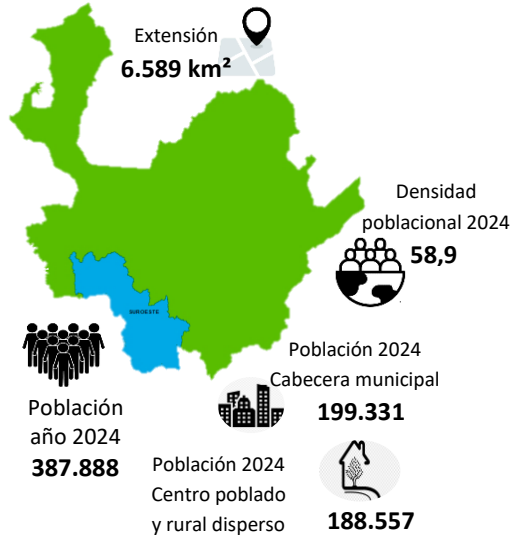 Extensión
6.589 km²
Densidad
poblacional 2024
58,9
SUROESTE
Población 2024
Cabecera municipal
199.331
Población
año 2024
387.888
Población 2024
Centro poblado
y rural disperso
188.557